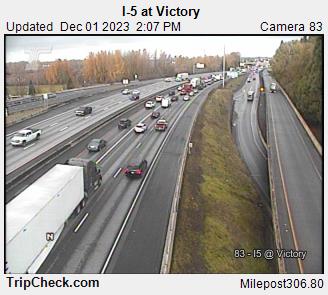 I-5 at Victory
Updated  Dec 01 2023  2:07 PM
Camera 83
N
83 - I5 @ Victory
TripCheck.com
Milepost306.80